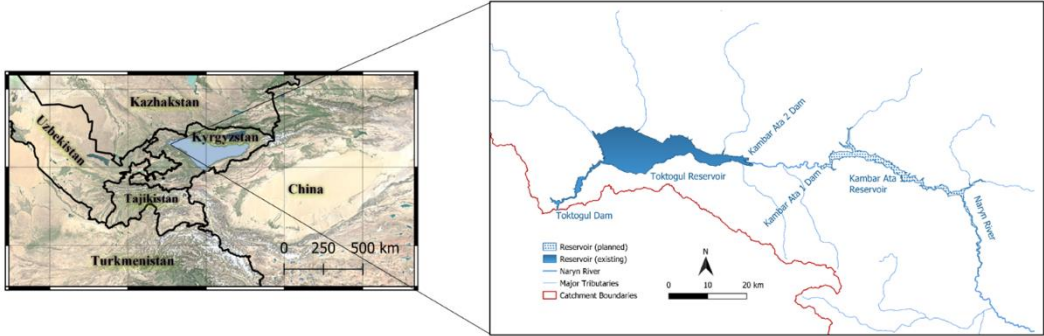 Kazhakstan
Uzbekistan
Kyrgyzstan
Tajikistan
China
Turkmenistan
0 250 500 km
Kambar Ata 2 Dam
Toktogul Reservoir
Kambar Ata 1 Dam
Kambar Ata 1
Reservoir
Toktogul Dam
Naryn River
Reservoir (planned)
Reservoir (existing)
Naryn River
Major Tributaries
Catchment Boundaries
N
0 10 20 km